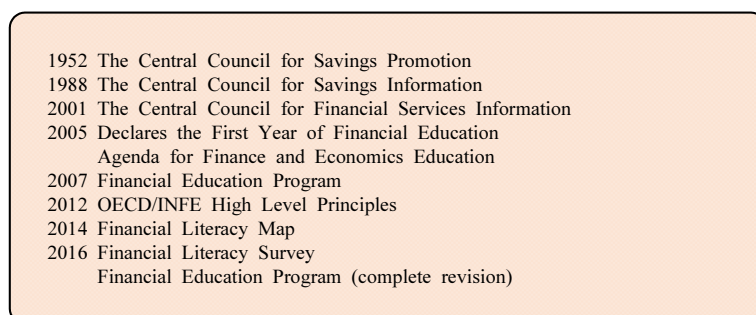 1952 The Central Council for Savings Promotion
1988 The Central Council for Savings Information
2001 The Central Council for Financial Services Information
2005 Declares the First Year of Financial Education
Agenda for Finance and Economics Education
2007 Financial Education Program
2012 OECD/INFE High Level Principles
2014 Financial Literacy Map
2016 Financial Literacy Survey
Financial Education Program (complete revision)